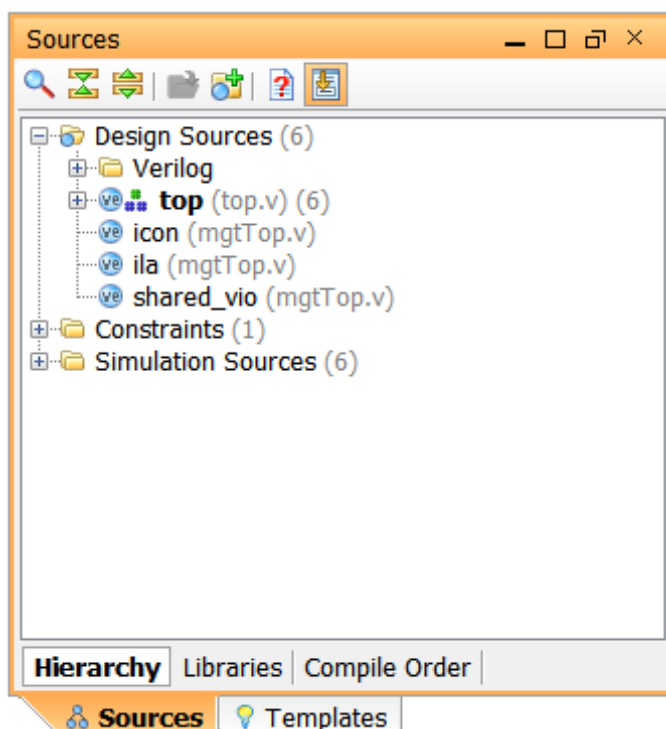 Sources
Design Sources (6)
Verilog
top (top.v) (6)
icon (mgtTop.v)
ila (mgtTop.v)
shared_vio (mgtTop.v)
Constraints (1)
Simulation Sources (6)
Hierarchy Libraries Compile Order
Sources Templates